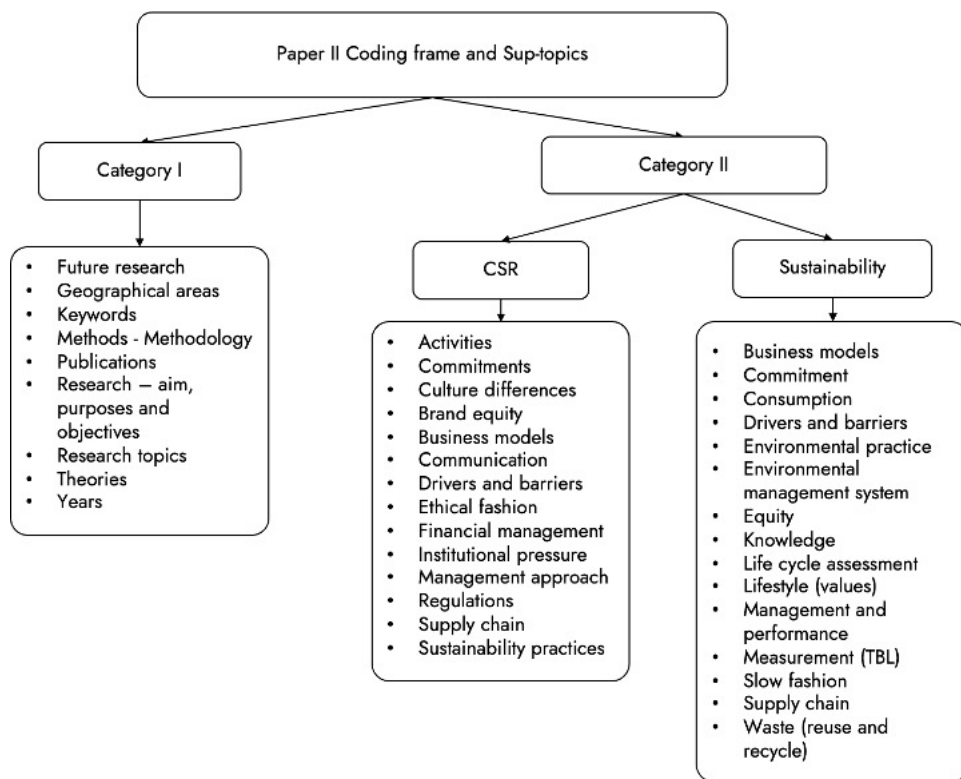 Paper II Coding frame and Sup-topics
Category I
Category II
• Future research
• Geographical areas
• Keywords
• Methods - Methodology
• Publications
• Research – aim,
purposes and
objectives
• Research topics
• Theories
• Years
CSR
Sustainability
• Activities
• Commitments
• Culture differences
• Brand equity
• Business models
• Communication
• Drivers and barriers
• Ethical fashion
• Financial management
• Institutional pressure
• Management approach
• Regulations
• Supply chain
• Sustainability practices
• Business models
• Commitment
• Consumption
• Drivers and barriers
• Environmental practice
• Environmental
management system
• Equity
• Knowledge
• Life cycle assessment
• Lifestyle (values)
• Management and
performance
• Measurement (TBL)
• Slow fashion
• Supply chain
• Waste (reuse and
recycle)